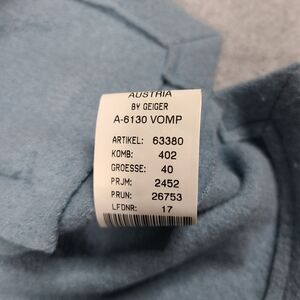 AUSTRIA
BY GEIGER
A-6130 VOMP
ARTIKEL: 63380
KOMB: 402
GROESSE: 40
PRJM: 2452
PRUN: 26753
LFDNR: 17